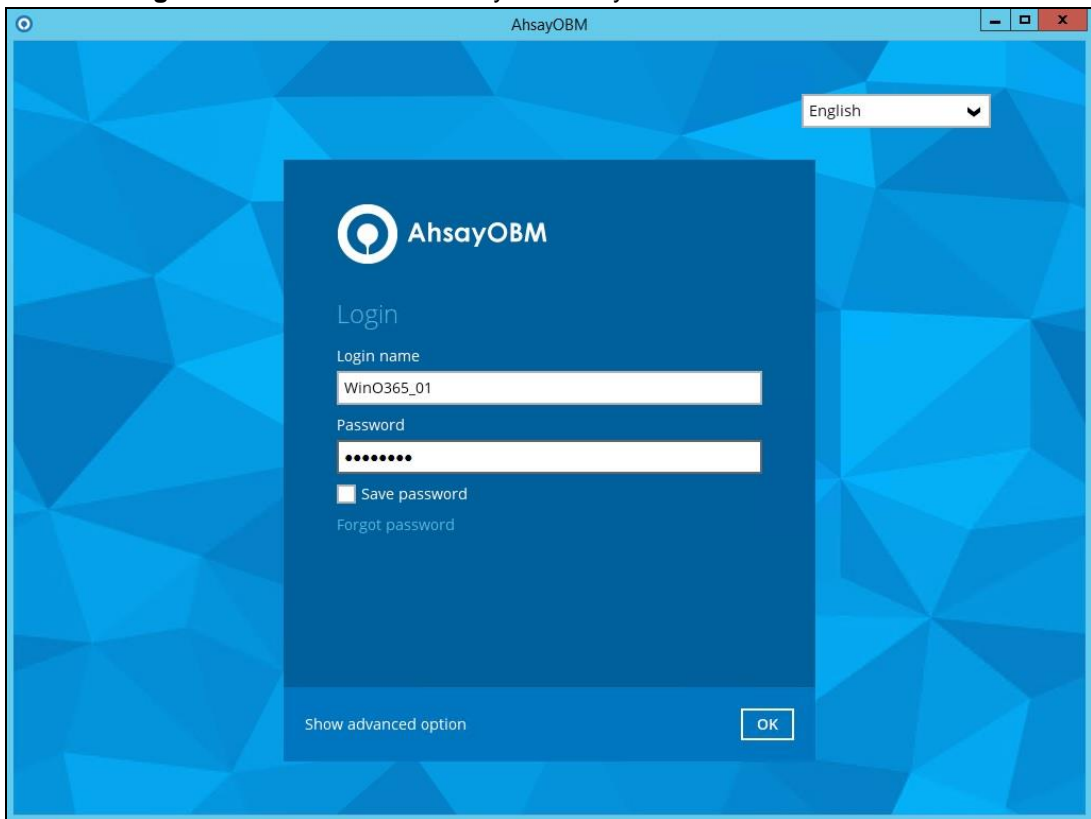 AhsayOBM
English
AhsayOBM
Login
Login name
WinO365_01
Password
••••••••
Save password
Forgot password
Show advanced option
OK